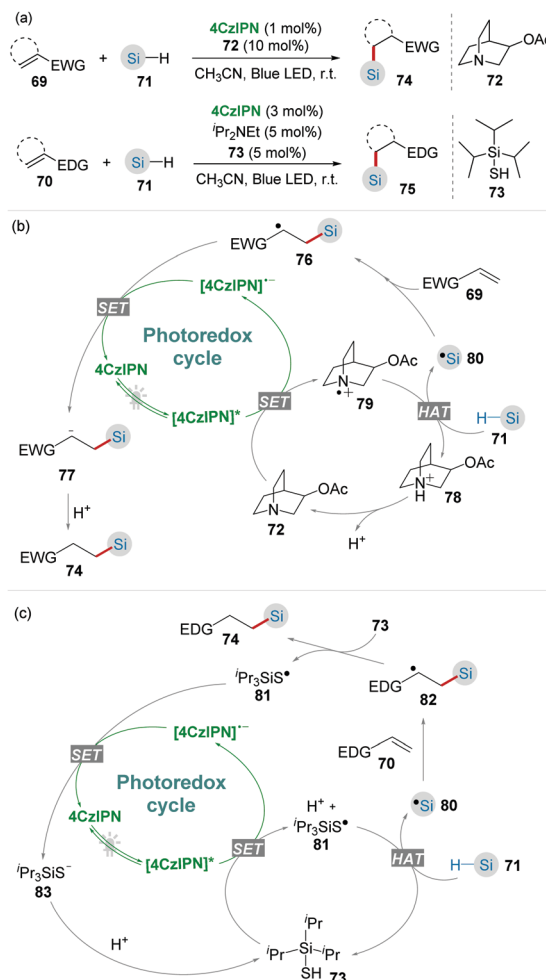 (a)
4CzIPN (1 mol%)
72 (10 mol%)
CH₃CN, Blue LED, r.t.
EWG
69
+
Si–H
71
EWG
Si
74
N
OAc
72
4CzIPN (3 mol%)
ⁱPr₂NEt (5 mol%)
73 (5 mol%)
CH₃CN, Blue LED, r.t.
EDG
70
+
Si–H
71
EDG
Si
75
Si
SH
73
(b)
EWG
Si
76
[4CzIPN]•−
SET
EWG
69
Photoredox
cycle
4CzIPN
[4CzIPN]*
SET
OAc
N
•+
79
•Si 80
HAT
H–Si
71
EWG
−
Si
77
H⁺
EWG
Si
74
OAc
N
72
OAc
N
H
+
78
H⁺
(c)
EDG
Si
74
73
ⁱPr₃SiS•
81
EDG
•
Si
82
[4CzIPN]•−
SET
EDG
70
Photoredox
cycle
4CzIPN
[4CzIPN]*
SET
H⁺ +
ⁱPr₃SiS•
81
•Si 80
HAT
H–Si 71
ⁱPr₃SiS⁻
83
H⁺
ⁱPr
ⁱPr
Si
ⁱPr
SH
73